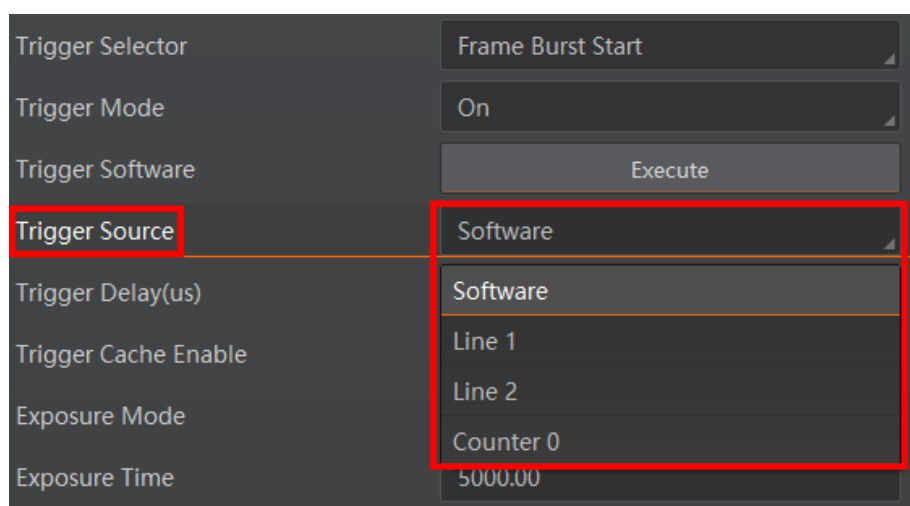 Trigger Selector Frame Burst Start
Trigger Mode On
Trigger Software Execute
Trigger Source Software
Trigger Delay(us) Software
Trigger Cache Enable Line 1
Line 2
Exposure Mode
Counter 0
Exposure Time 5000.00